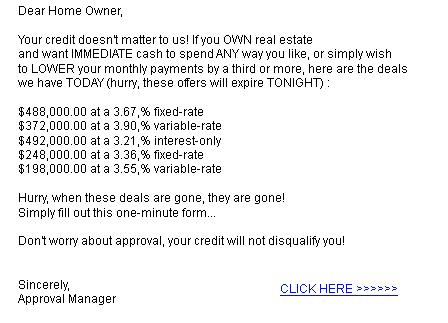 Dear Home Owner,
Your credit doesn't matter to us! If you OWN real estate
and want IMMEDIATE cash to spend ANY way you like, or simply wish
to LOWER your monthly payments by a third or more, here are the deals
we have TODAY (hurry, these offers will expire TONIGHT) :
$488,000.00 at a 3.67,% fixed-rate
$372,000.00 at a 3.90,% variable-rate
$492,000.00 at a 3.21,% interest-only
$248,000.00 at a 3.36,% fixed-rate
$198,000.00 at a 3.55,% variable-rate
Hurry, when these deals are gone, they are gone!
Simply fill out this one-minute form...
Don't worry about approval, your credit will not disqualify you!
Sincerely,
Approval Manager
CLICK HERE >>>>>>